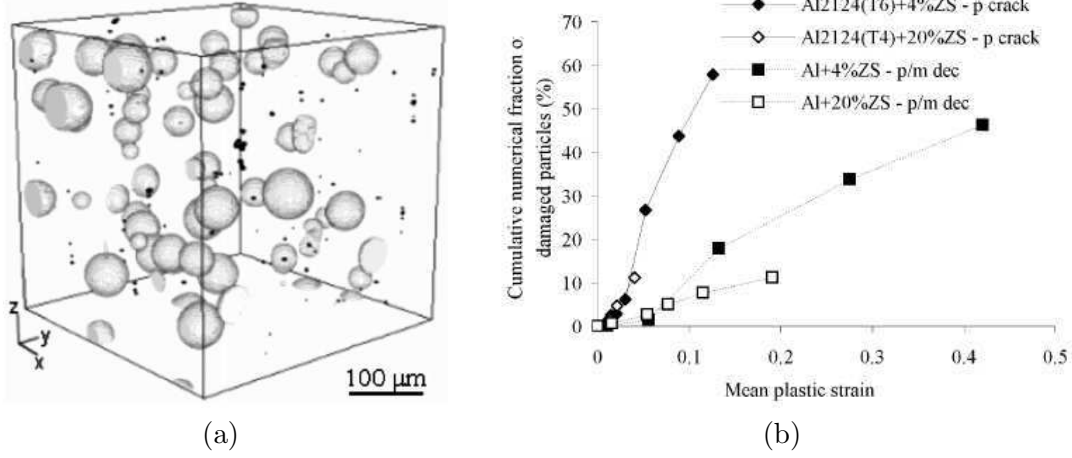 z
y
x
100 µm
(a)
Al2124(T6)+4%ZS - p crack
Al2124(T4)+20%ZS - p crack
Al+4%ZS - p/m dec
Al+20%ZS - p/m dec
Cumulative numerical fraction o
damaged particles (%)
70
60
50
40
30
20
10
0
0 0.1 0.2 0.3 0.4 0.5
Mean plastic strain
(b)